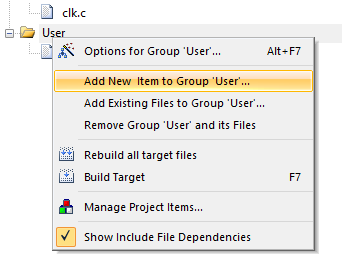 clk.c
User
Options for Group 'User'... Alt+F7
Add New  Item to Group 'User'...
Add Existing Files to Group 'User'...
Remove Group 'User' and its Files
Rebuild all target files
Build Target F7
Manage Project Items...
Show Include File Dependencies